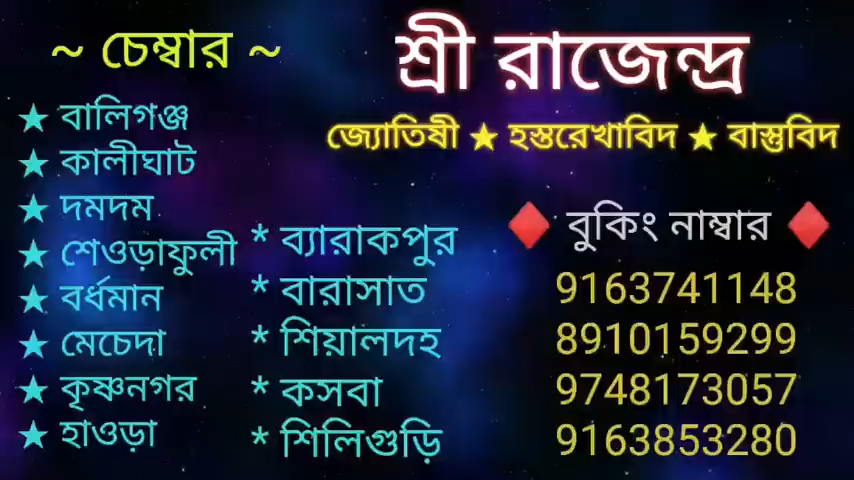 ~ চেম্বার ~
★ বালিগঞ্জ
★ কালীঘাট
★ দমদম
★ শেওড়াফুলী
★ বর্ধমান
★ মেচেদা
★ কৃষ্ণনগর
★ হাওড়া
* ব্যারাকপুর
* বারাসাত
* শিয়ালদহ
* কসবা
* শিলিগুড়ি
শ্রী রাজেন্দ্র
জ্যোতিষী ★ হস্তরেখাবিদ ★ বাস্তুবিদ
♦ বুকিং নাম্বার ♦
9163741148
8910159299
9748173057
9163853280